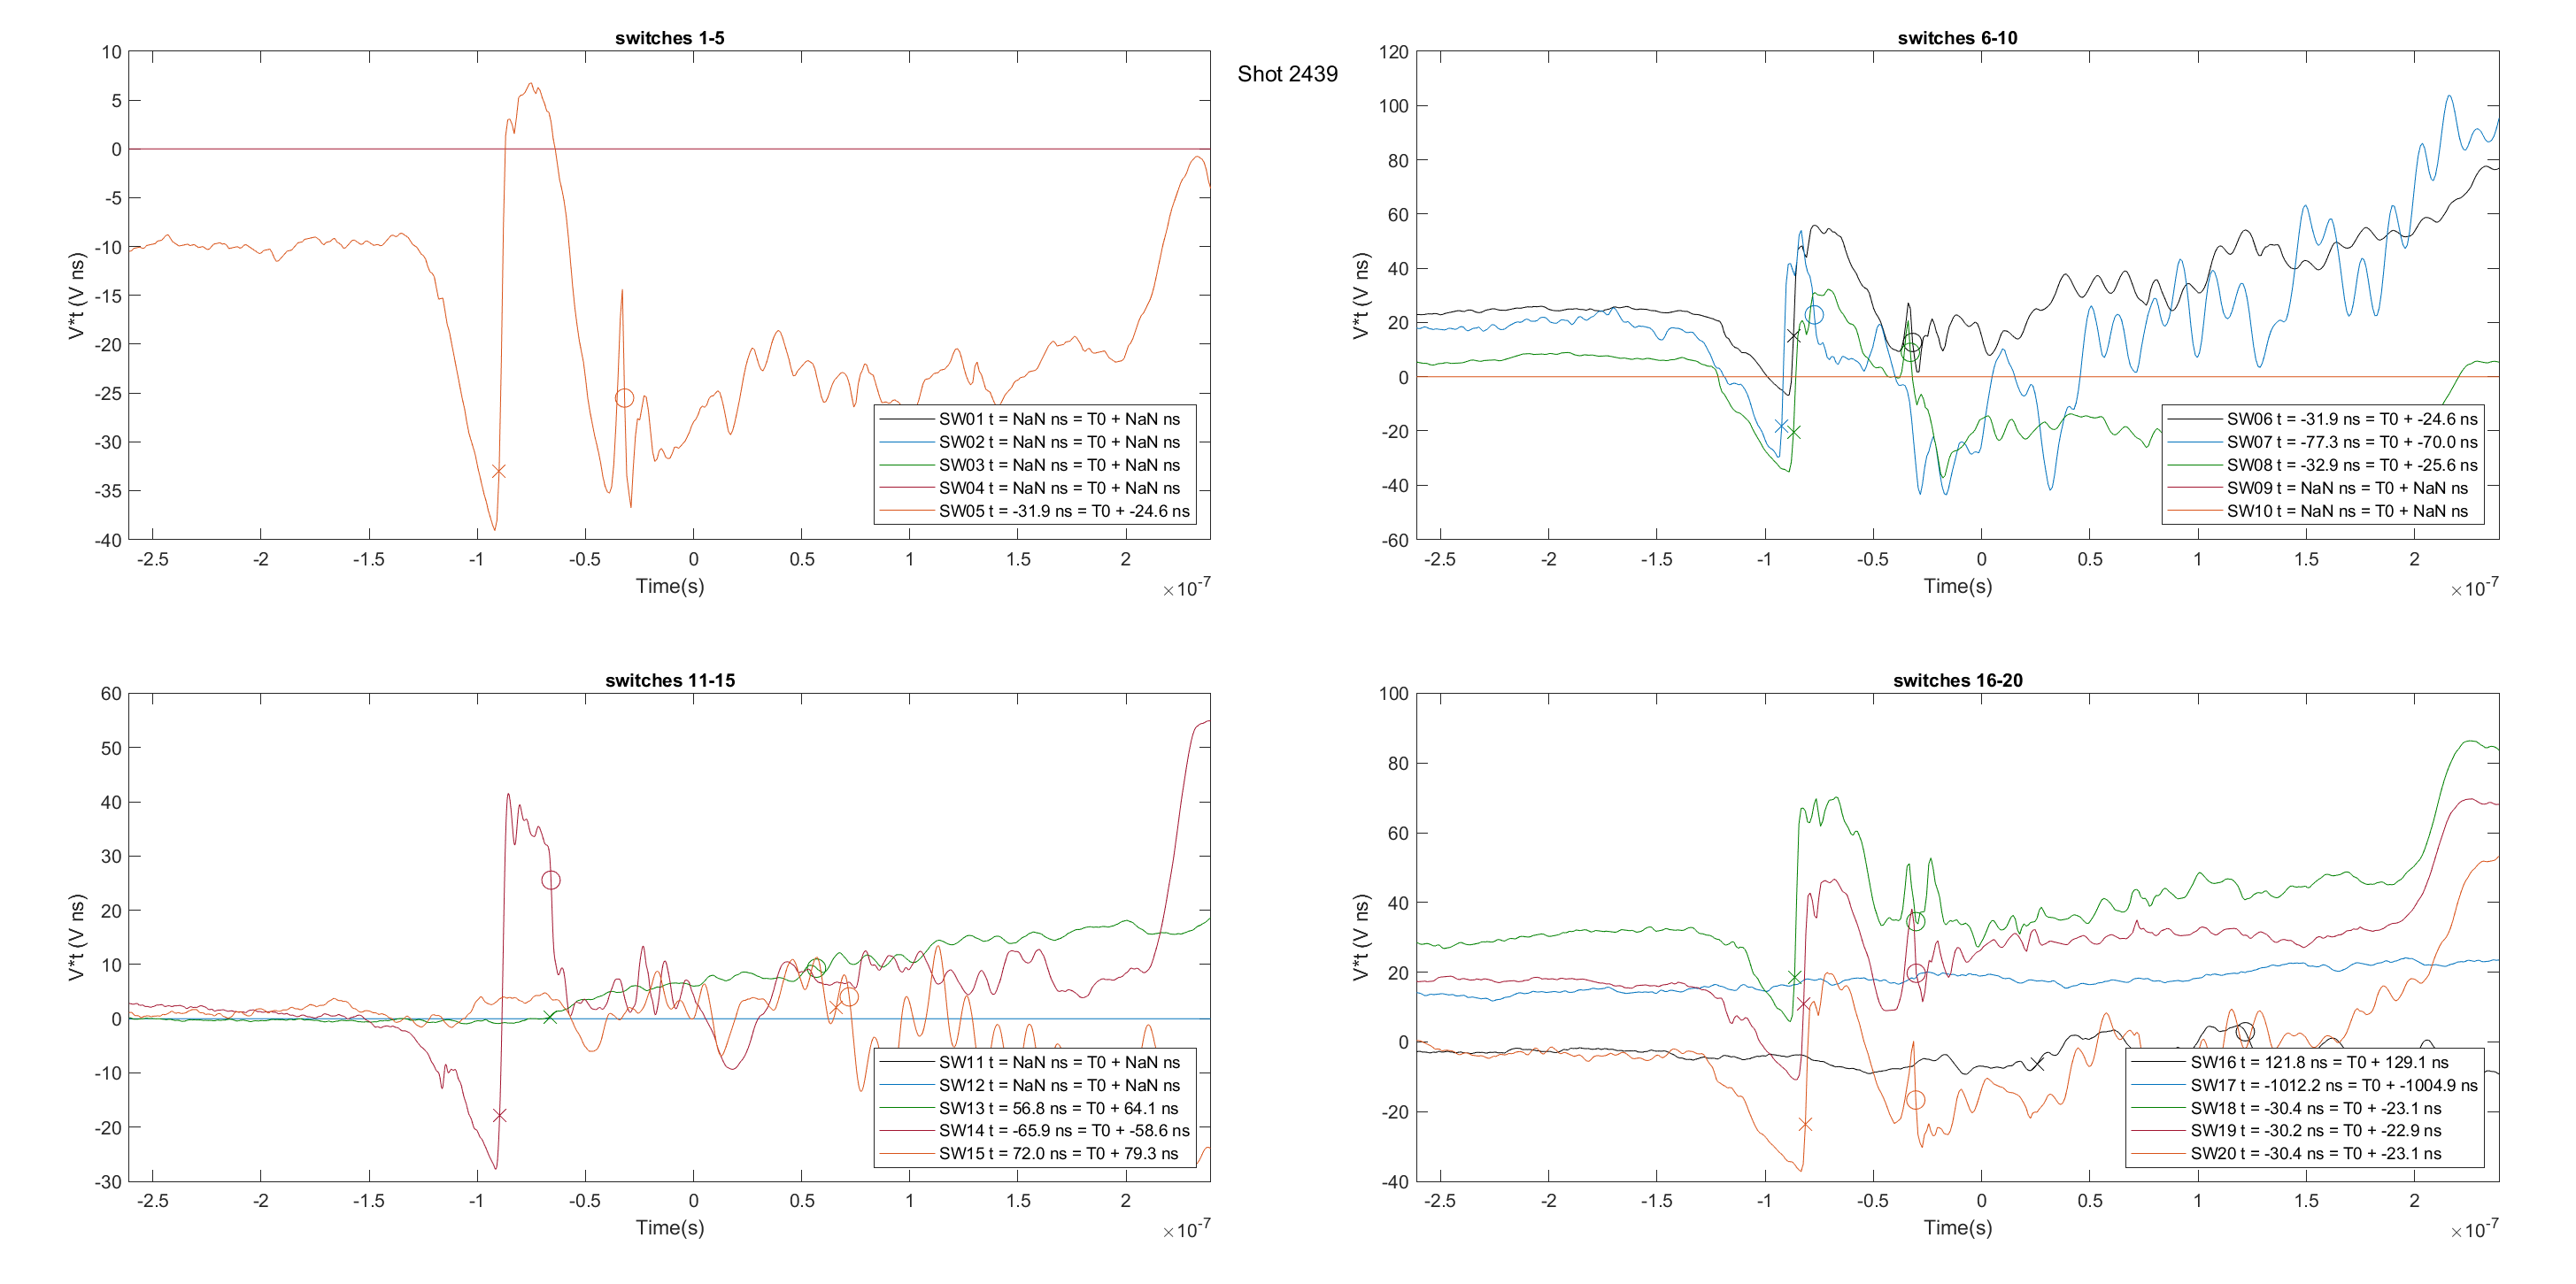 Shot 2439
switches 1-5
10
5
0
-5
-10
-15
-20
-25
-30
-35
-40
V*t (V ns)
-2.5 -2 -1.5 -1 -0.5 0 0.5 1 1.5 2
Time(s)
×10-7
SW01 t = NaN ns = T0 + NaN ns
SW02 t = NaN ns = T0 + NaN ns
SW03 t = NaN ns = T0 + NaN ns
SW04 t = NaN ns = T0 + NaN ns
SW05 t = -31.9 ns = T0 + -24.6 ns
switches 6-10
120
100
80
60
40
20
0
-20
-40
-60
V*t (V ns)
-2.5 -2 -1.5 -1 -0.5 0 0.5 1 1.5 2
Time(s)
×10-7
SW06 t = -31.9 ns = T0 + -24.6 ns
SW07 t = -77.3 ns = T0 + -70.0 ns
SW08 t = -32.9 ns = T0 + -25.6 ns
SW09 t = NaN ns = T0 + NaN ns
SW10 t = NaN ns = T0 + NaN ns
switches 11-15
60
50
40
30
20
10
0
-10
-20
-30
V*t (V ns)
-2.5 -2 -1.5 -1 -0.5 0 0.5 1 1.5 2
Time(s)
×10-7
SW11 t = NaN ns = T0 + NaN ns
SW12 t = NaN ns = T0 + NaN ns
SW13 t = 56.8 ns = T0 + 64.1 ns
SW14 t = -65.9 ns = T0 + -58.6 ns
SW15 t = 72.0 ns = T0 + 79.3 ns
switches 16-20
100
80
60
40
20
0
-20
-40
V*t (V ns)
-2.5 -2 -1.5 -1 -0.5 0 0.5 1 1.5 2
Time(s)
×10-7
SW16 t = 121.8 ns = T0 + 129.1 ns
SW17 t = -1012.2 ns = T0 + -1004.9 ns
SW18 t = -30.4 ns = T0 + -23.1 ns
SW19 t = -30.2 ns = T0 + -22.9 ns
SW20 t = -30.4 ns = T0 + -23.1 ns